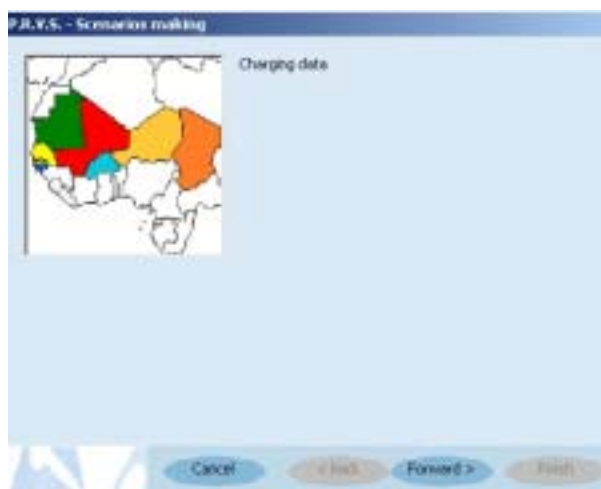 P.R.V.S. - Scenarios making
Charging data
Cancel
< Back
Forward >
Finish